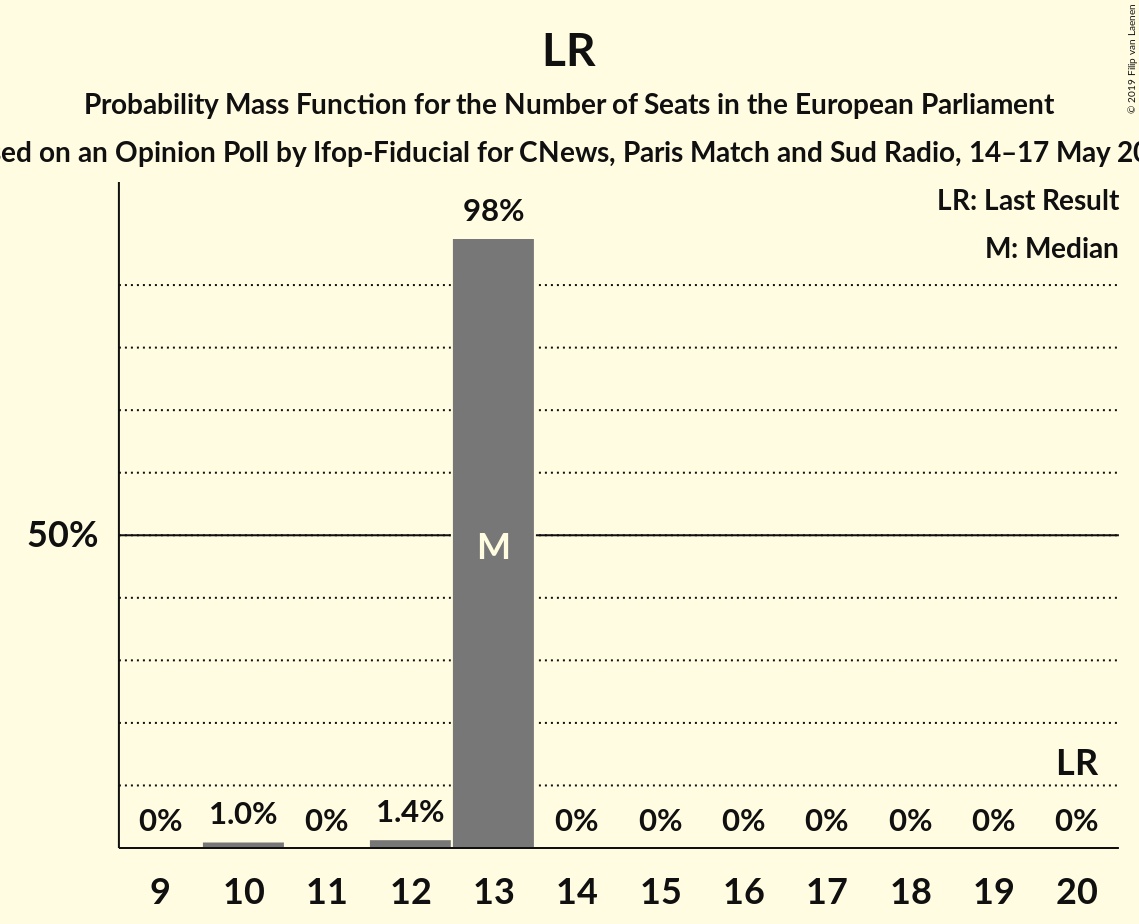 LR
Probability Mass Function for the Number of Seats in the European Parliament
on an Opinion Poll by Ifop-Fiducial for CNews, Paris Match and Sud Radio, 14–17 May
© 2019 Filip van Laenen
LR: Last Result
M: Median
98%
50%
M
LR
0% 1.0% 0% 1.4% 0% 0% 0% 0% 0% 0% 0%
9 10 11 12 13 14 15 16 17 18 19 20